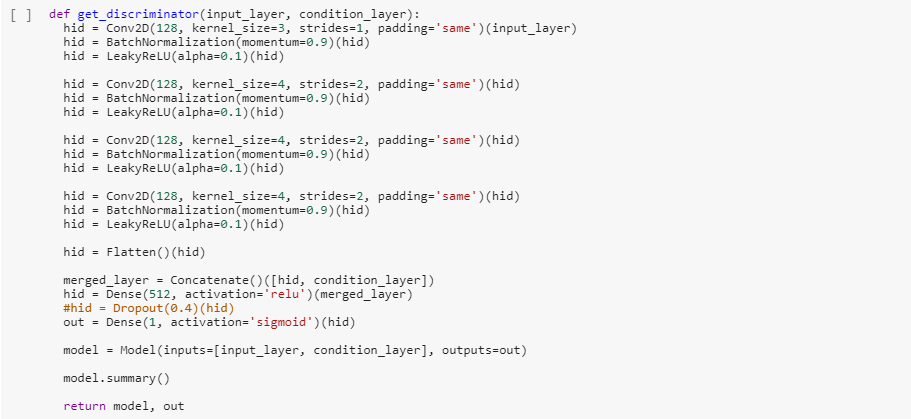 [ ] def get_discriminator(input_layer, condition_layer):
hid = Conv2D(128, kernel_size=3, strides=1, padding='same')(input_layer)
hid = BatchNormalization(momentum=0.9)(hid)
hid = LeakyReLU(alpha=0.1)(hid)
hid = Conv2D(128, kernel_size=4, strides=2, padding='same')(hid)
hid = BatchNormalization(momentum=0.9)(hid)
hid = LeakyReLU(alpha=0.1)(hid)
hid = Conv2D(128, kernel_size=4, strides=2, padding='same')(hid)
hid = BatchNormalization(momentum=0.9)(hid)
hid = LeakyReLU(alpha=0.1)(hid)
hid = Conv2D(128, kernel_size=4, strides=2, padding='same')(hid)
hid = BatchNormalization(momentum=0.9)(hid)
hid = LeakyReLU(alpha=0.1)(hid)
hid = Flatten()(hid)
merged_layer = Concatenate()([hid, condition_layer])
hid = Dense(512, activation='relu')(merged_layer)
#hid = Dropout(0.4)(hid)
out = Dense(1, activation='sigmoid')(hid)
model = Model(inputs=[input_layer, condition_layer], outputs=out)
model.summary()
return model, out